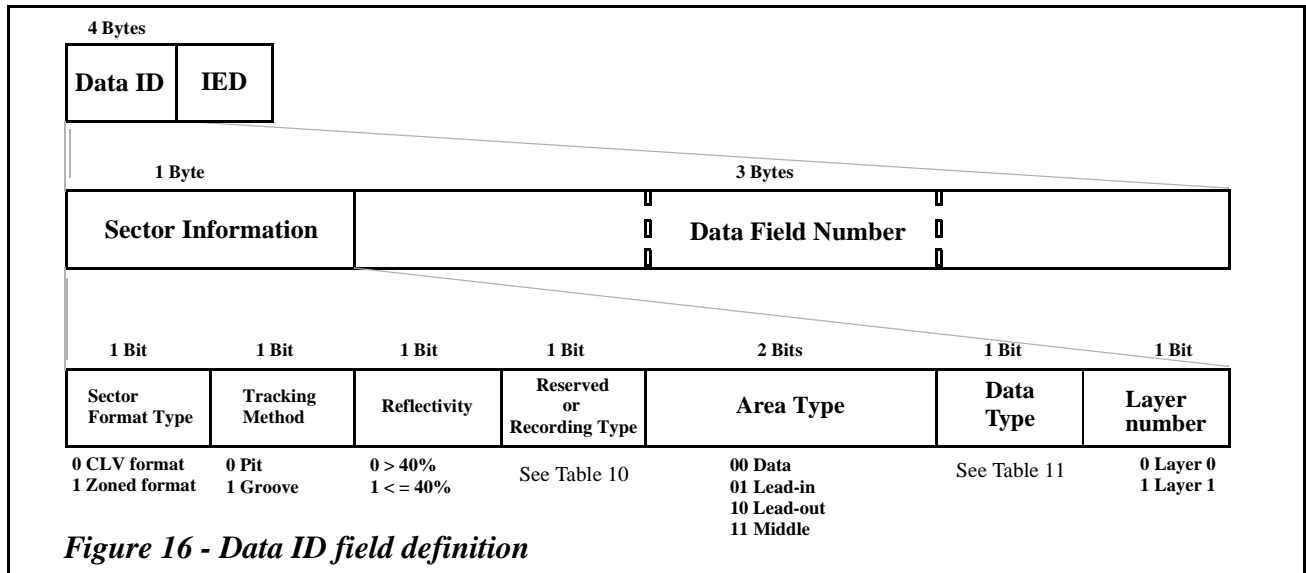 4 Bytes
Data ID IED
1 Byte 3 Bytes
Sector Information Data Field Number
1 Bit 1 Bit 1 Bit 1 Bit 2 Bits 1 Bit 1 Bit
Sector Format Type Tracking Method Reflectivity Reserved or Recording Type Area Type Data Type Layer number
0 CLV format 0 Pit 0 > 40% See Table 10 00 Data See Table 11 0 Layer 0
1 Zoned format 1 Groove 1 < = 40% 01 Lead-in 1 Layer 1
10 Lead-out
11 Middle
Figure 16 - Data ID field definition